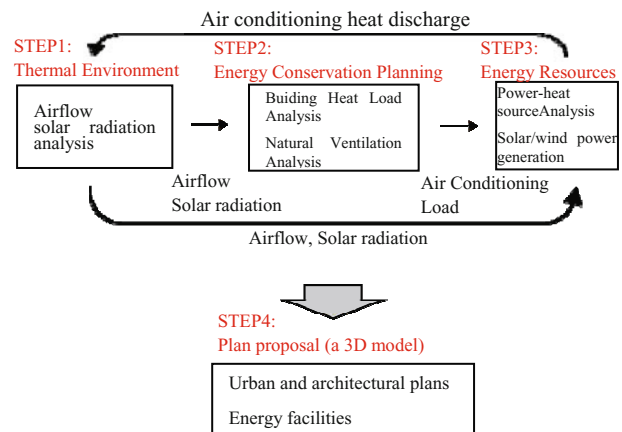 Air conditioning heat discharge
STEP1:
Thermal Environment
STEP2:
Energy Conservation Planning
STEP3:
Energy Resources
Airflow
solar radiation
analysis
Buiding Heat Load
Analysis
Natural Ventilation
Analysis
Power-heat
sourceAnalysis
Solar/wind power
generation
Airflow
Solar radiation
Air Conditioning
Load
Airflow, Solar radiation
STEP4:
Plan proposal (a 3D model)
Urban and architectural plans
Energy facilities